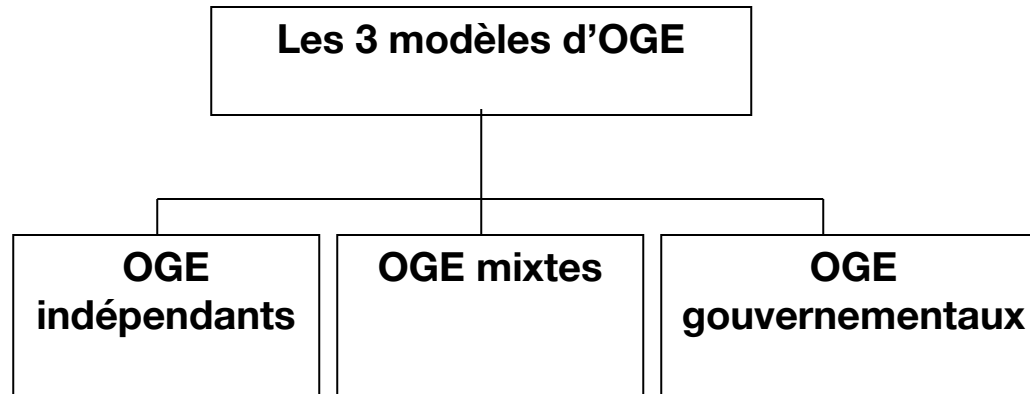 Les 3 modèles d’OGE
OGE
indépendants
OGE mixtes
OGE
gouvernementaux